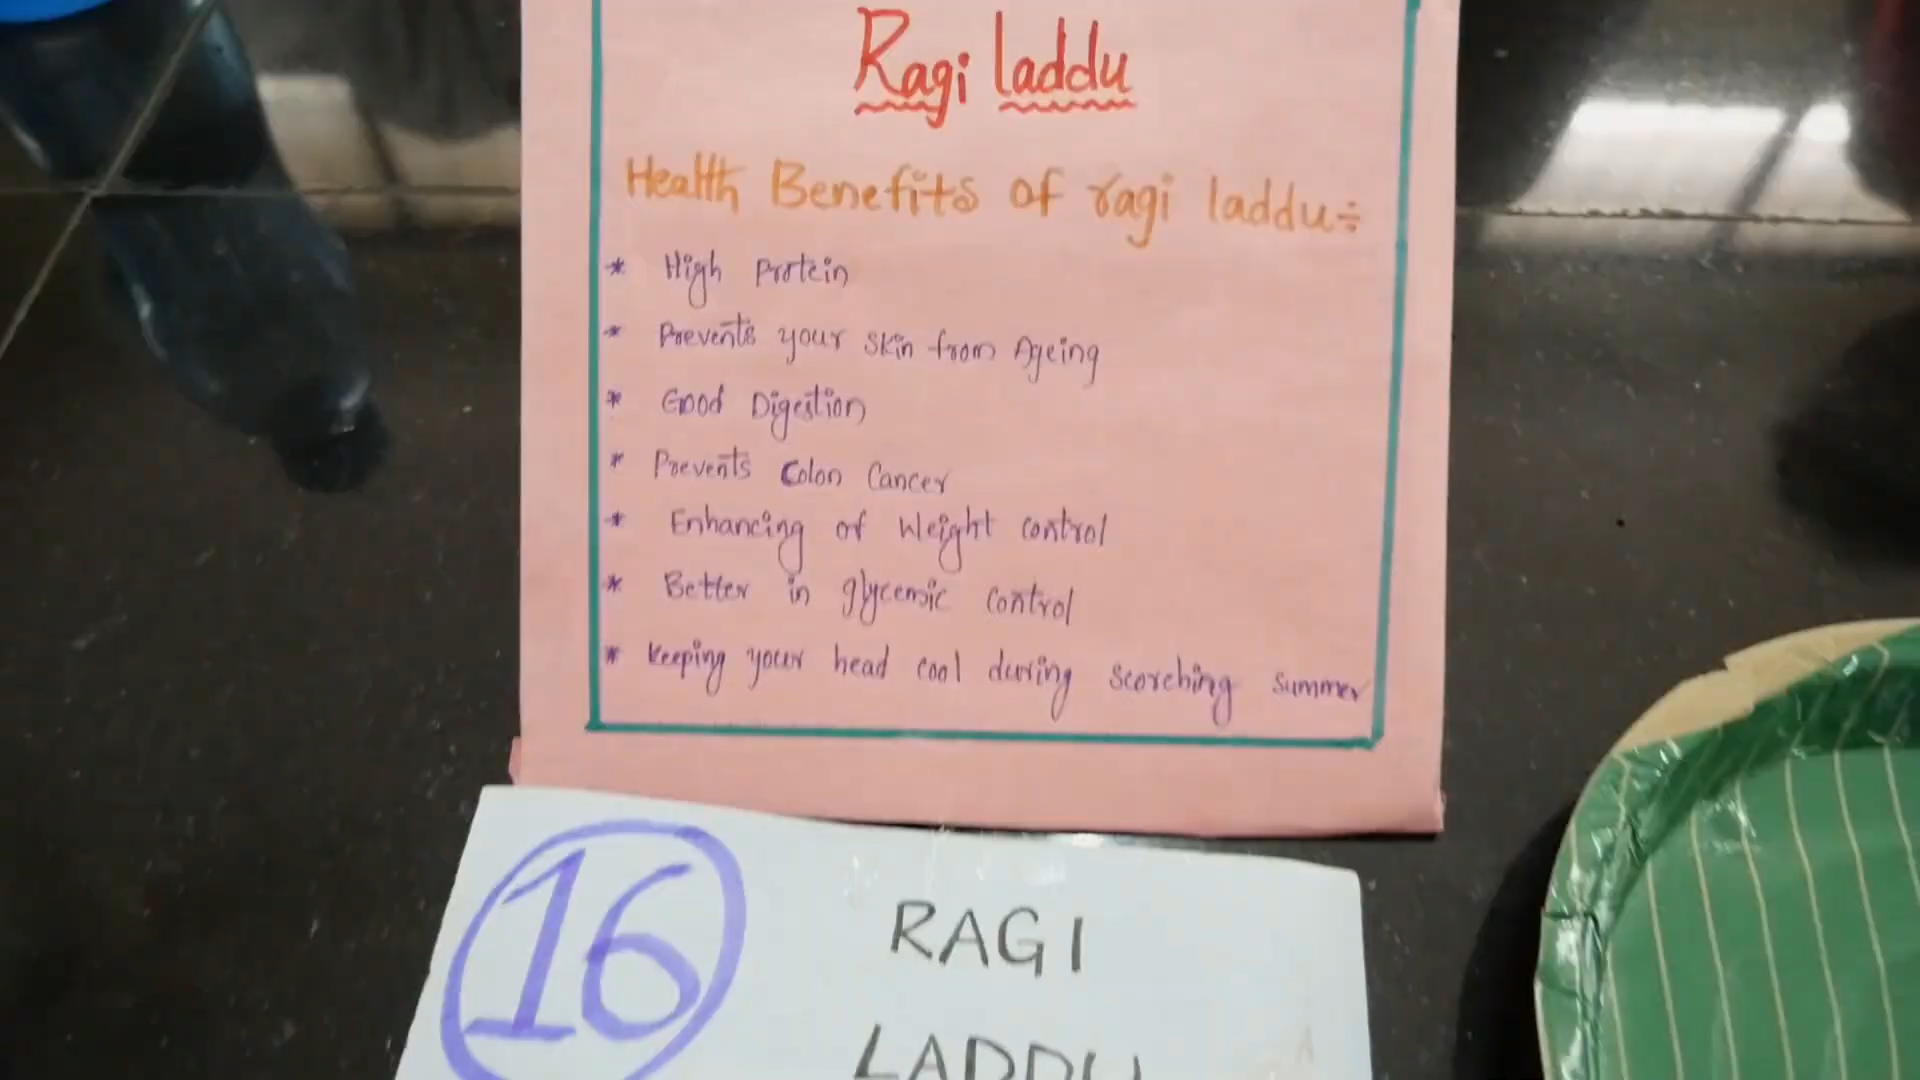 Ragi laddu
Health Benefits of ragi laddu÷
* High Protein
* Prevents your skin from Ageing
* Good Digestion
* Prevents Colon Cancer
* Enhancing of Weight control
* Better in glycemic control
* keeping your head cool during scorching summer
16
RAGI
LADDU